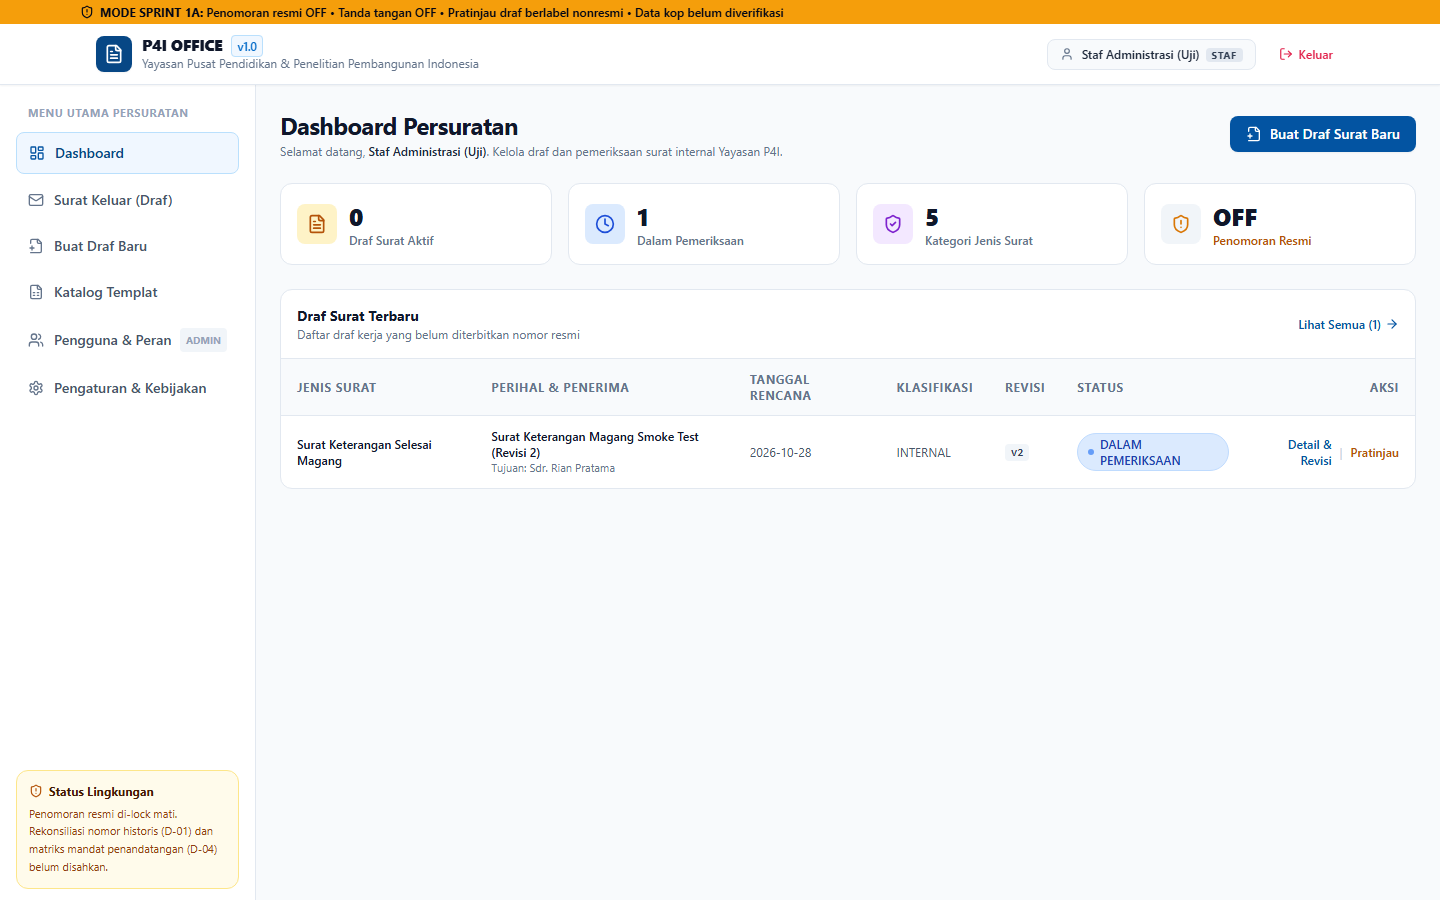 MODE SPRINT 1A: Penomoran resmi OFF • Tanda tangan OFF • Pratinjau draf berlabel nonresmi • Data kop belum diverifikasi
P4I OFFICE v1.0
Yayasan Pusat Pendidikan & Penelitian Pembangunan Indonesia
Staf Administrasi (Uji) STAF
Keluar
MENU UTAMA PERSURATAN
Dashboard
Surat Keluar (Draf)
Buat Draf Baru
Katalog Templat
Pengguna & Peran ADMIN
Pengaturan & Kebijakan
Status Lingkungan
Penomoran resmi di-lock mati.
Rekonsiliasi nomor historis (D-01) dan
matriks mandat penandatangan (D-04)
belum disahkan.
Dashboard Persuratan
Selamat datang, Staf Administrasi (Uji). Kelola draf dan pemeriksaan surat internal Yayasan P4I.
Buat Draf Surat Baru
0
Draf Surat Aktif
1
Dalam Pemeriksaan
5
Kategori Jenis Surat
OFF
Penomoran Resmi
Draf Surat Terbaru
Daftar draf kerja yang belum diterbitkan nomor resmi
Lihat Semua (1)
JENIS SURAT PERIHAL & PENERIMA TANGGAL RENCANA KLASIFIKASI REVISI STATUS AKSI
Surat Keterangan Selesai
Magang
Surat Keterangan Magang Smoke Test
(Revisi 2)
Tujuan: Sdr. Rian Pratama
2026-10-28
INTERNAL
v2
DALAM
PEMERIKSAAN
Detail &
Revisi
| Pratinjau